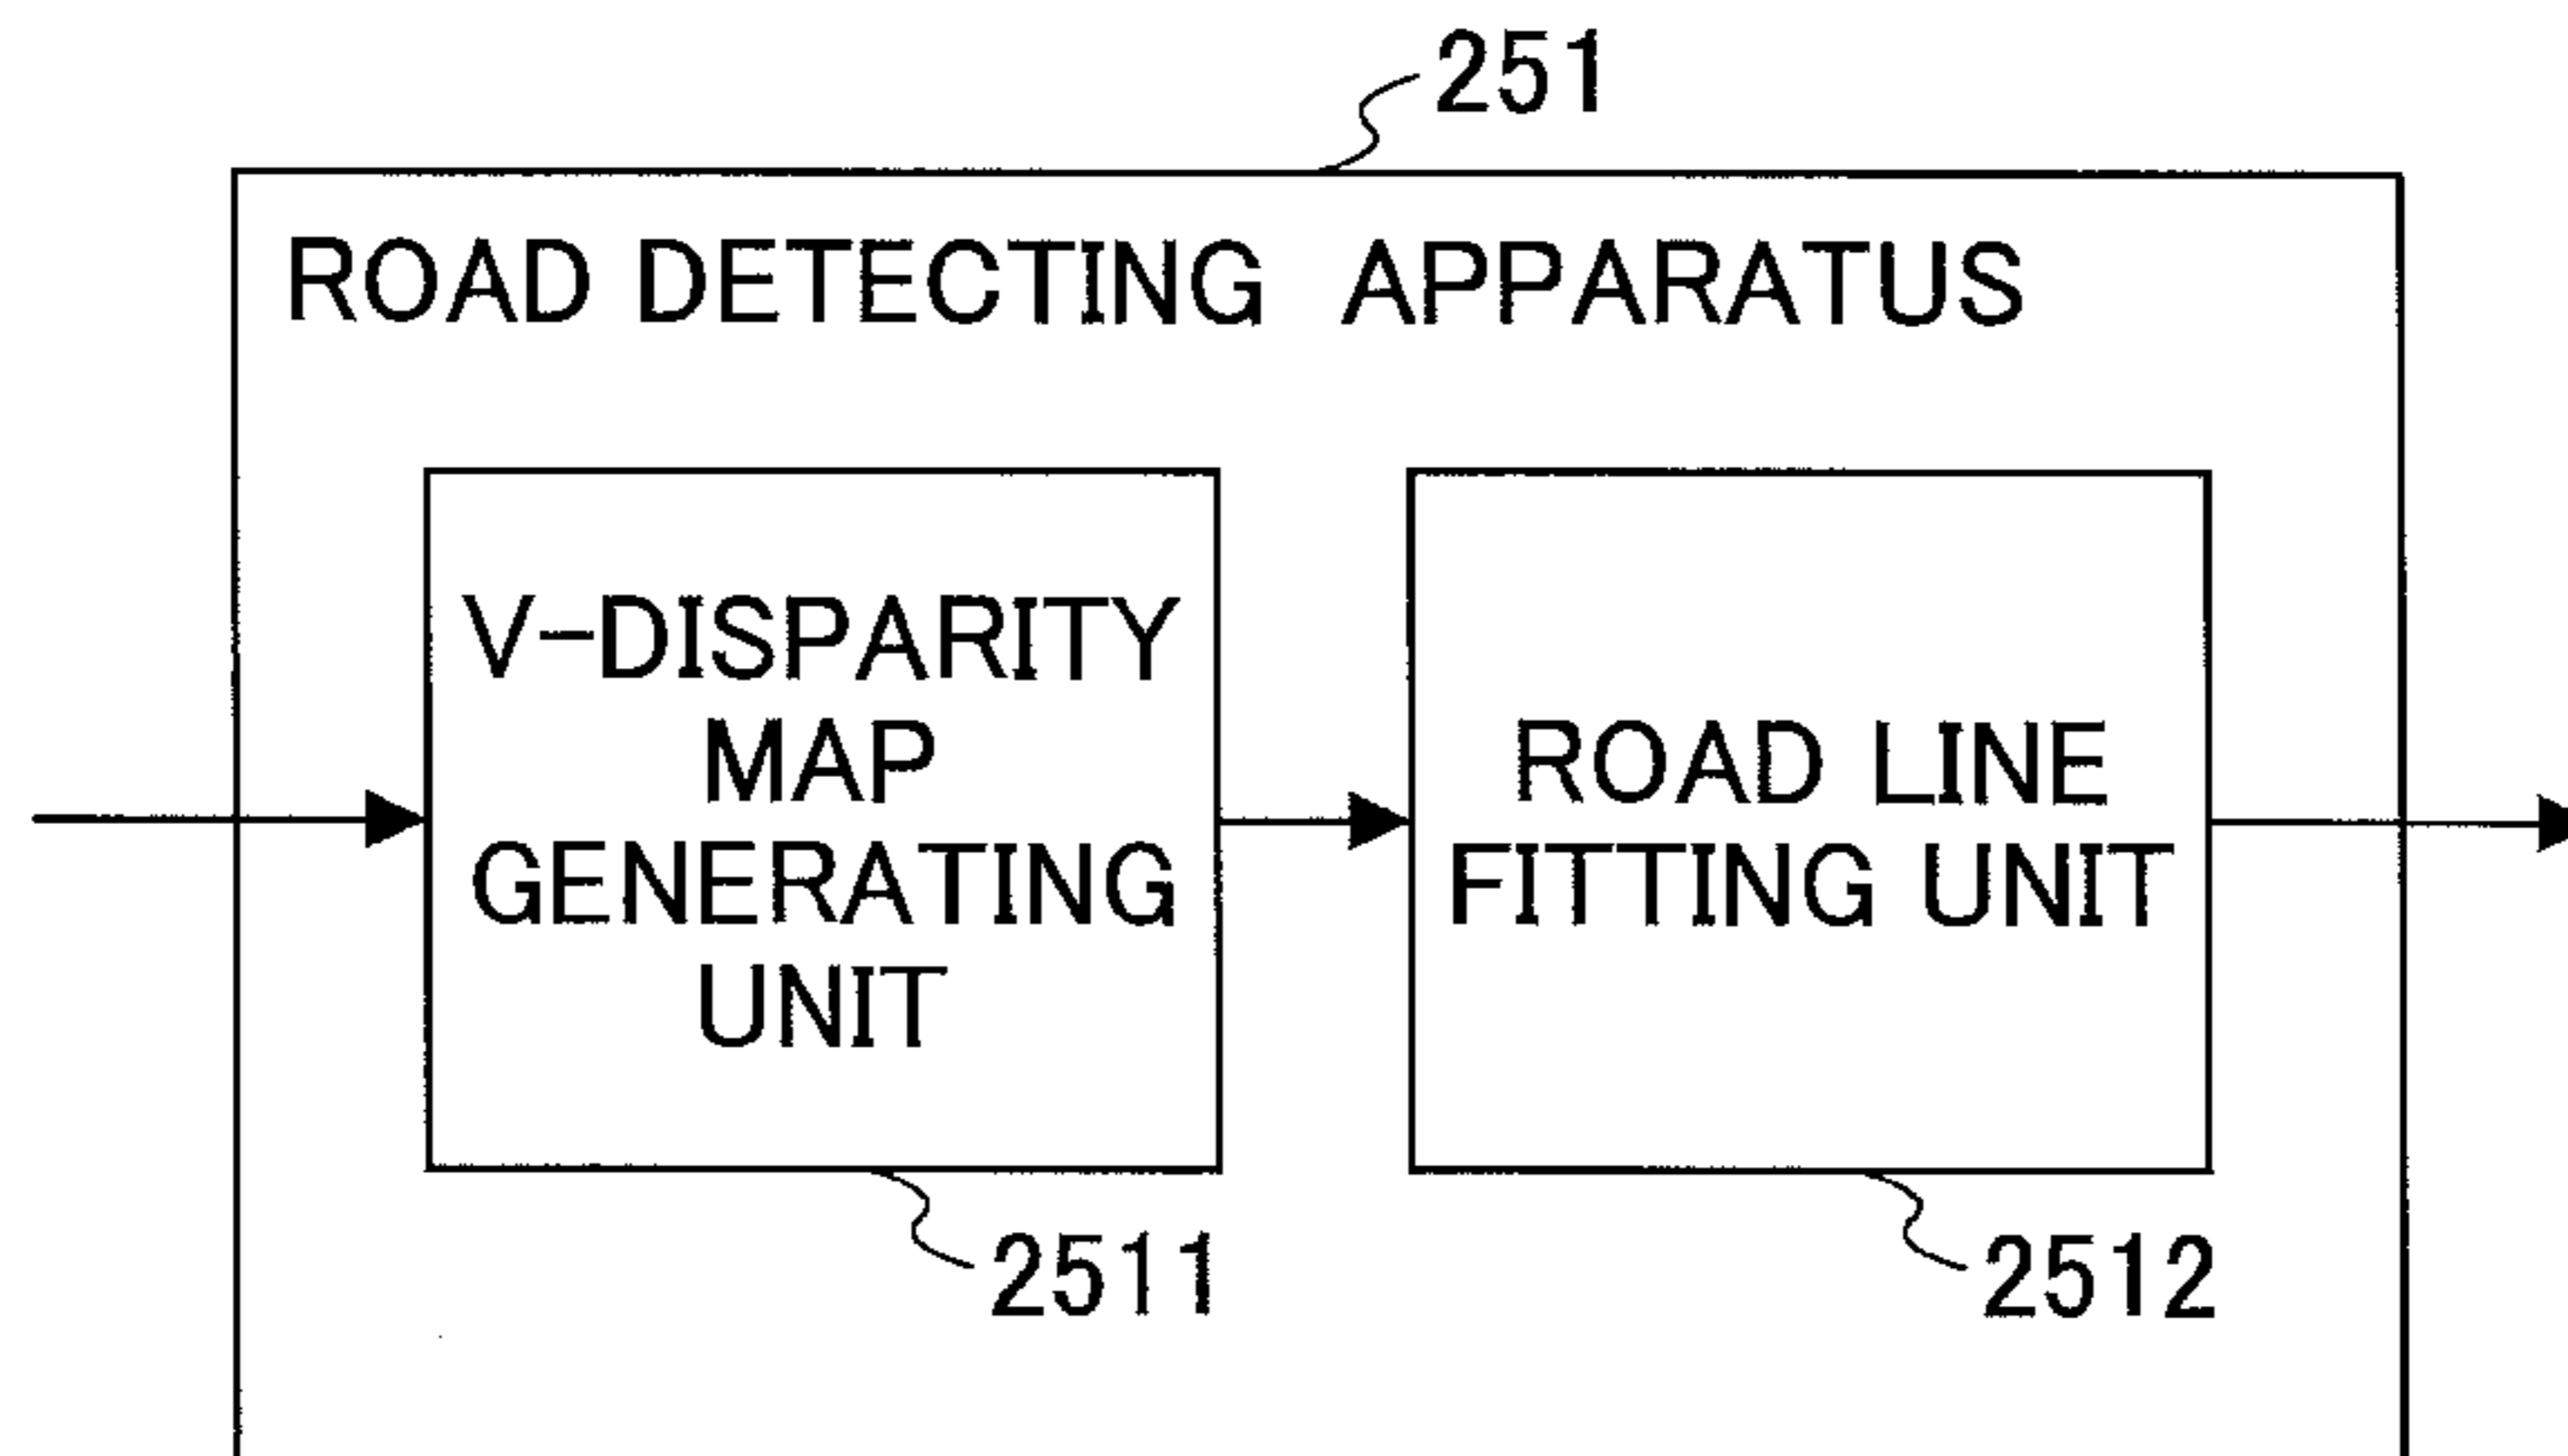 251
ROAD DETECTING APPARATUS
V-DISPARITY
MAP
GENERATING
UNIT
ROAD LINE
FITTING UNIT
2511
2512